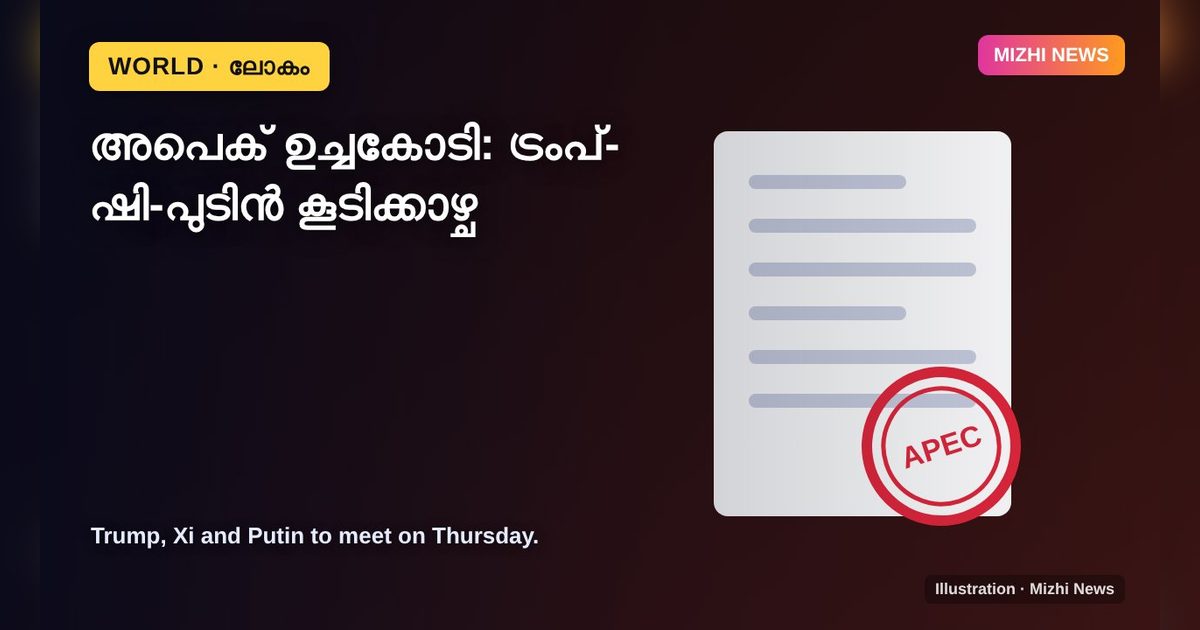 WORLD · ലോകം
MIZHI NEWS
അപെക് ഉച്ചകോടി: ട്രംപ്-
ഷി-പുടിൻ കൂടിക്കാഴ്ച
APEC
Trump, Xi and Putin to meet on Thursday.
Illustration · Mizhi News